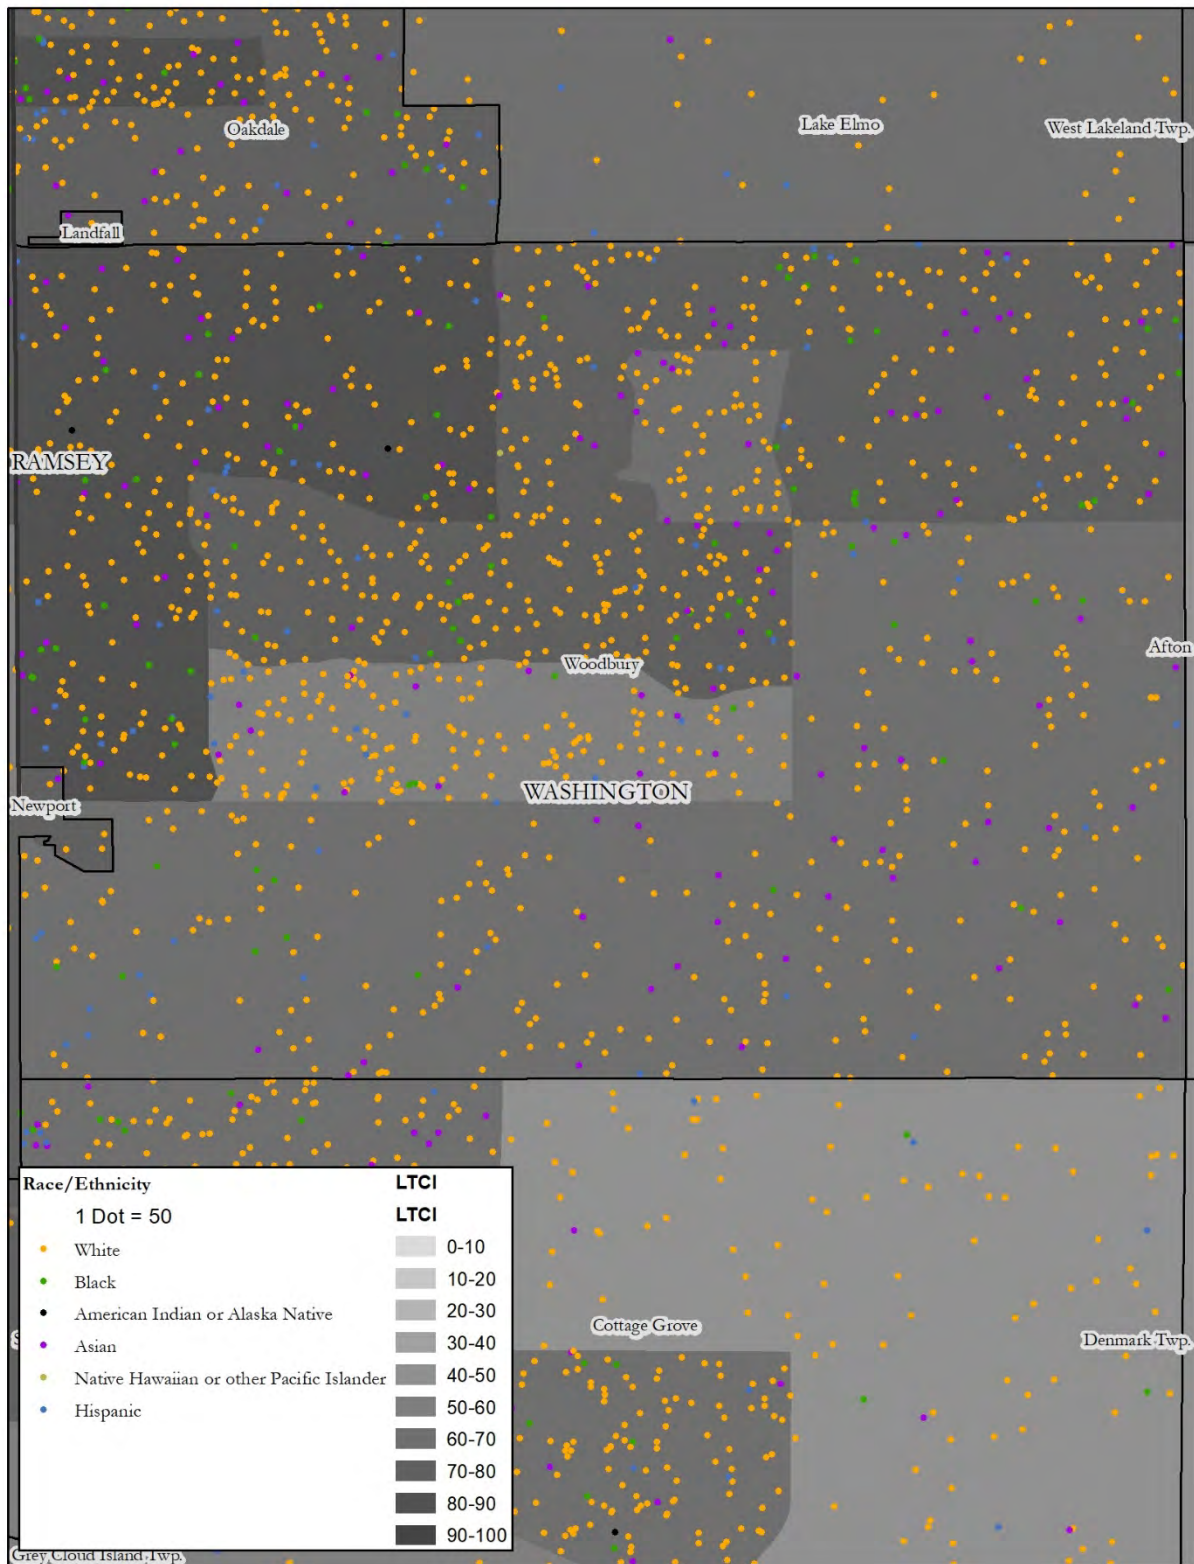 Oakdale
Lake Elmo
West Lakeland Twp.
Landfall
RAMSEY
Afton
Woodbury
WASHINGTON
Newport
Race/Ethnicity
1 Dot = 50
White
Black
American Indian or Alaska Native
Asian
Native Hawaiian or other Pacific Islander
Hispanic
LTCI
LTCI
0-10
10-20
20-30
30-40
40-50
50-60
60-70
70-80
80-90
90-100
Cottage Grove
Denmark Twp.
Grey Cloud Island Twp.